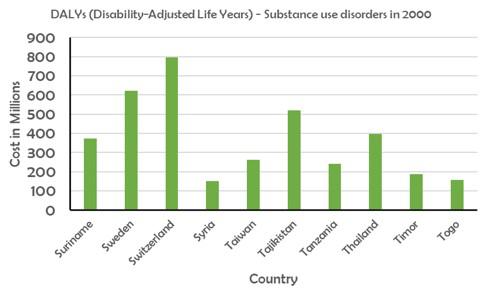 DALYs (Disability-Adjusted Life Years) - Substance use disorders in 2000
900
800
700
600
500
400
300
200
100
0
Cost in Millions
Suriname
Sweden
Switzerland
Syria
Taiwan
Tajikistan
Tanzania
Thailand
Timor
Togo
Country